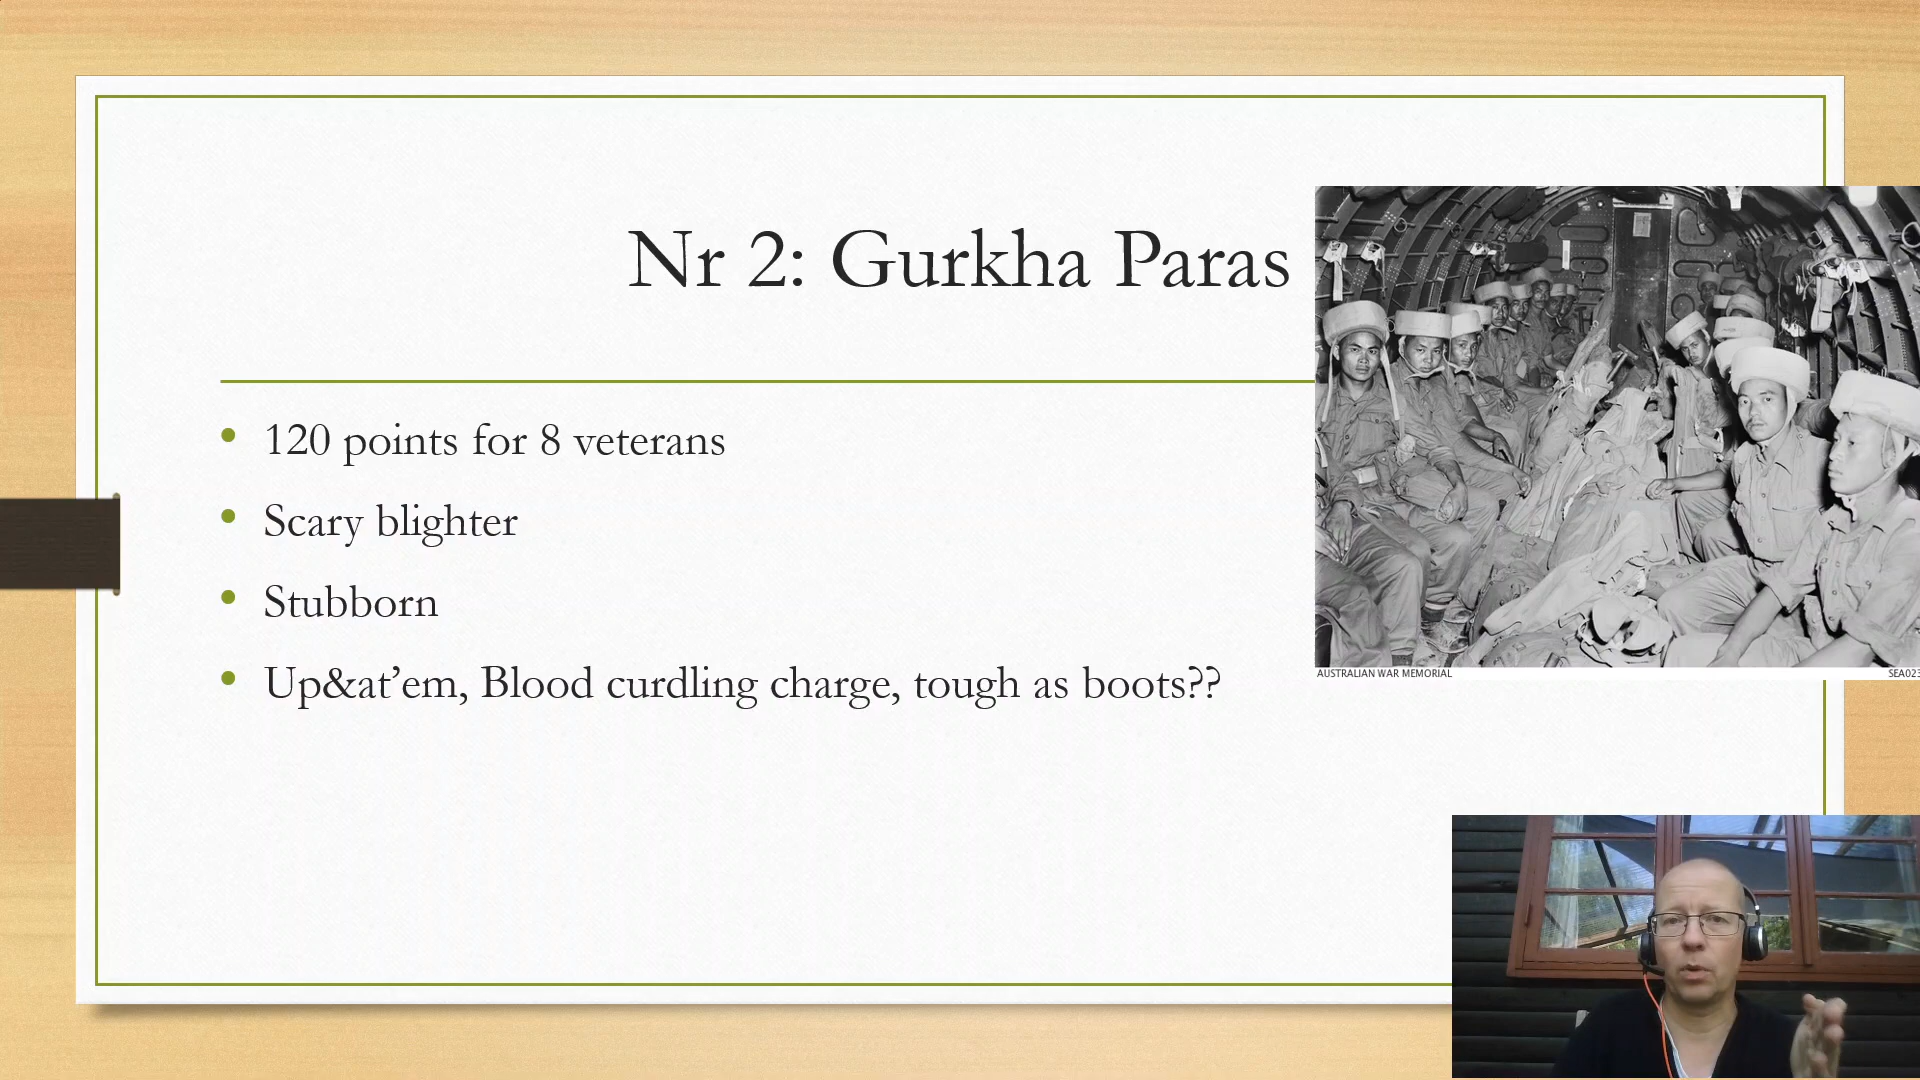 Nr 2: Gurkha Paras
120 points for 8 veterans
Scary blighter
Stubborn
Up&at’em, Blood curdling charge, tough as boots??
AUSTRALIAN WAR MEMORIAL
SEA023